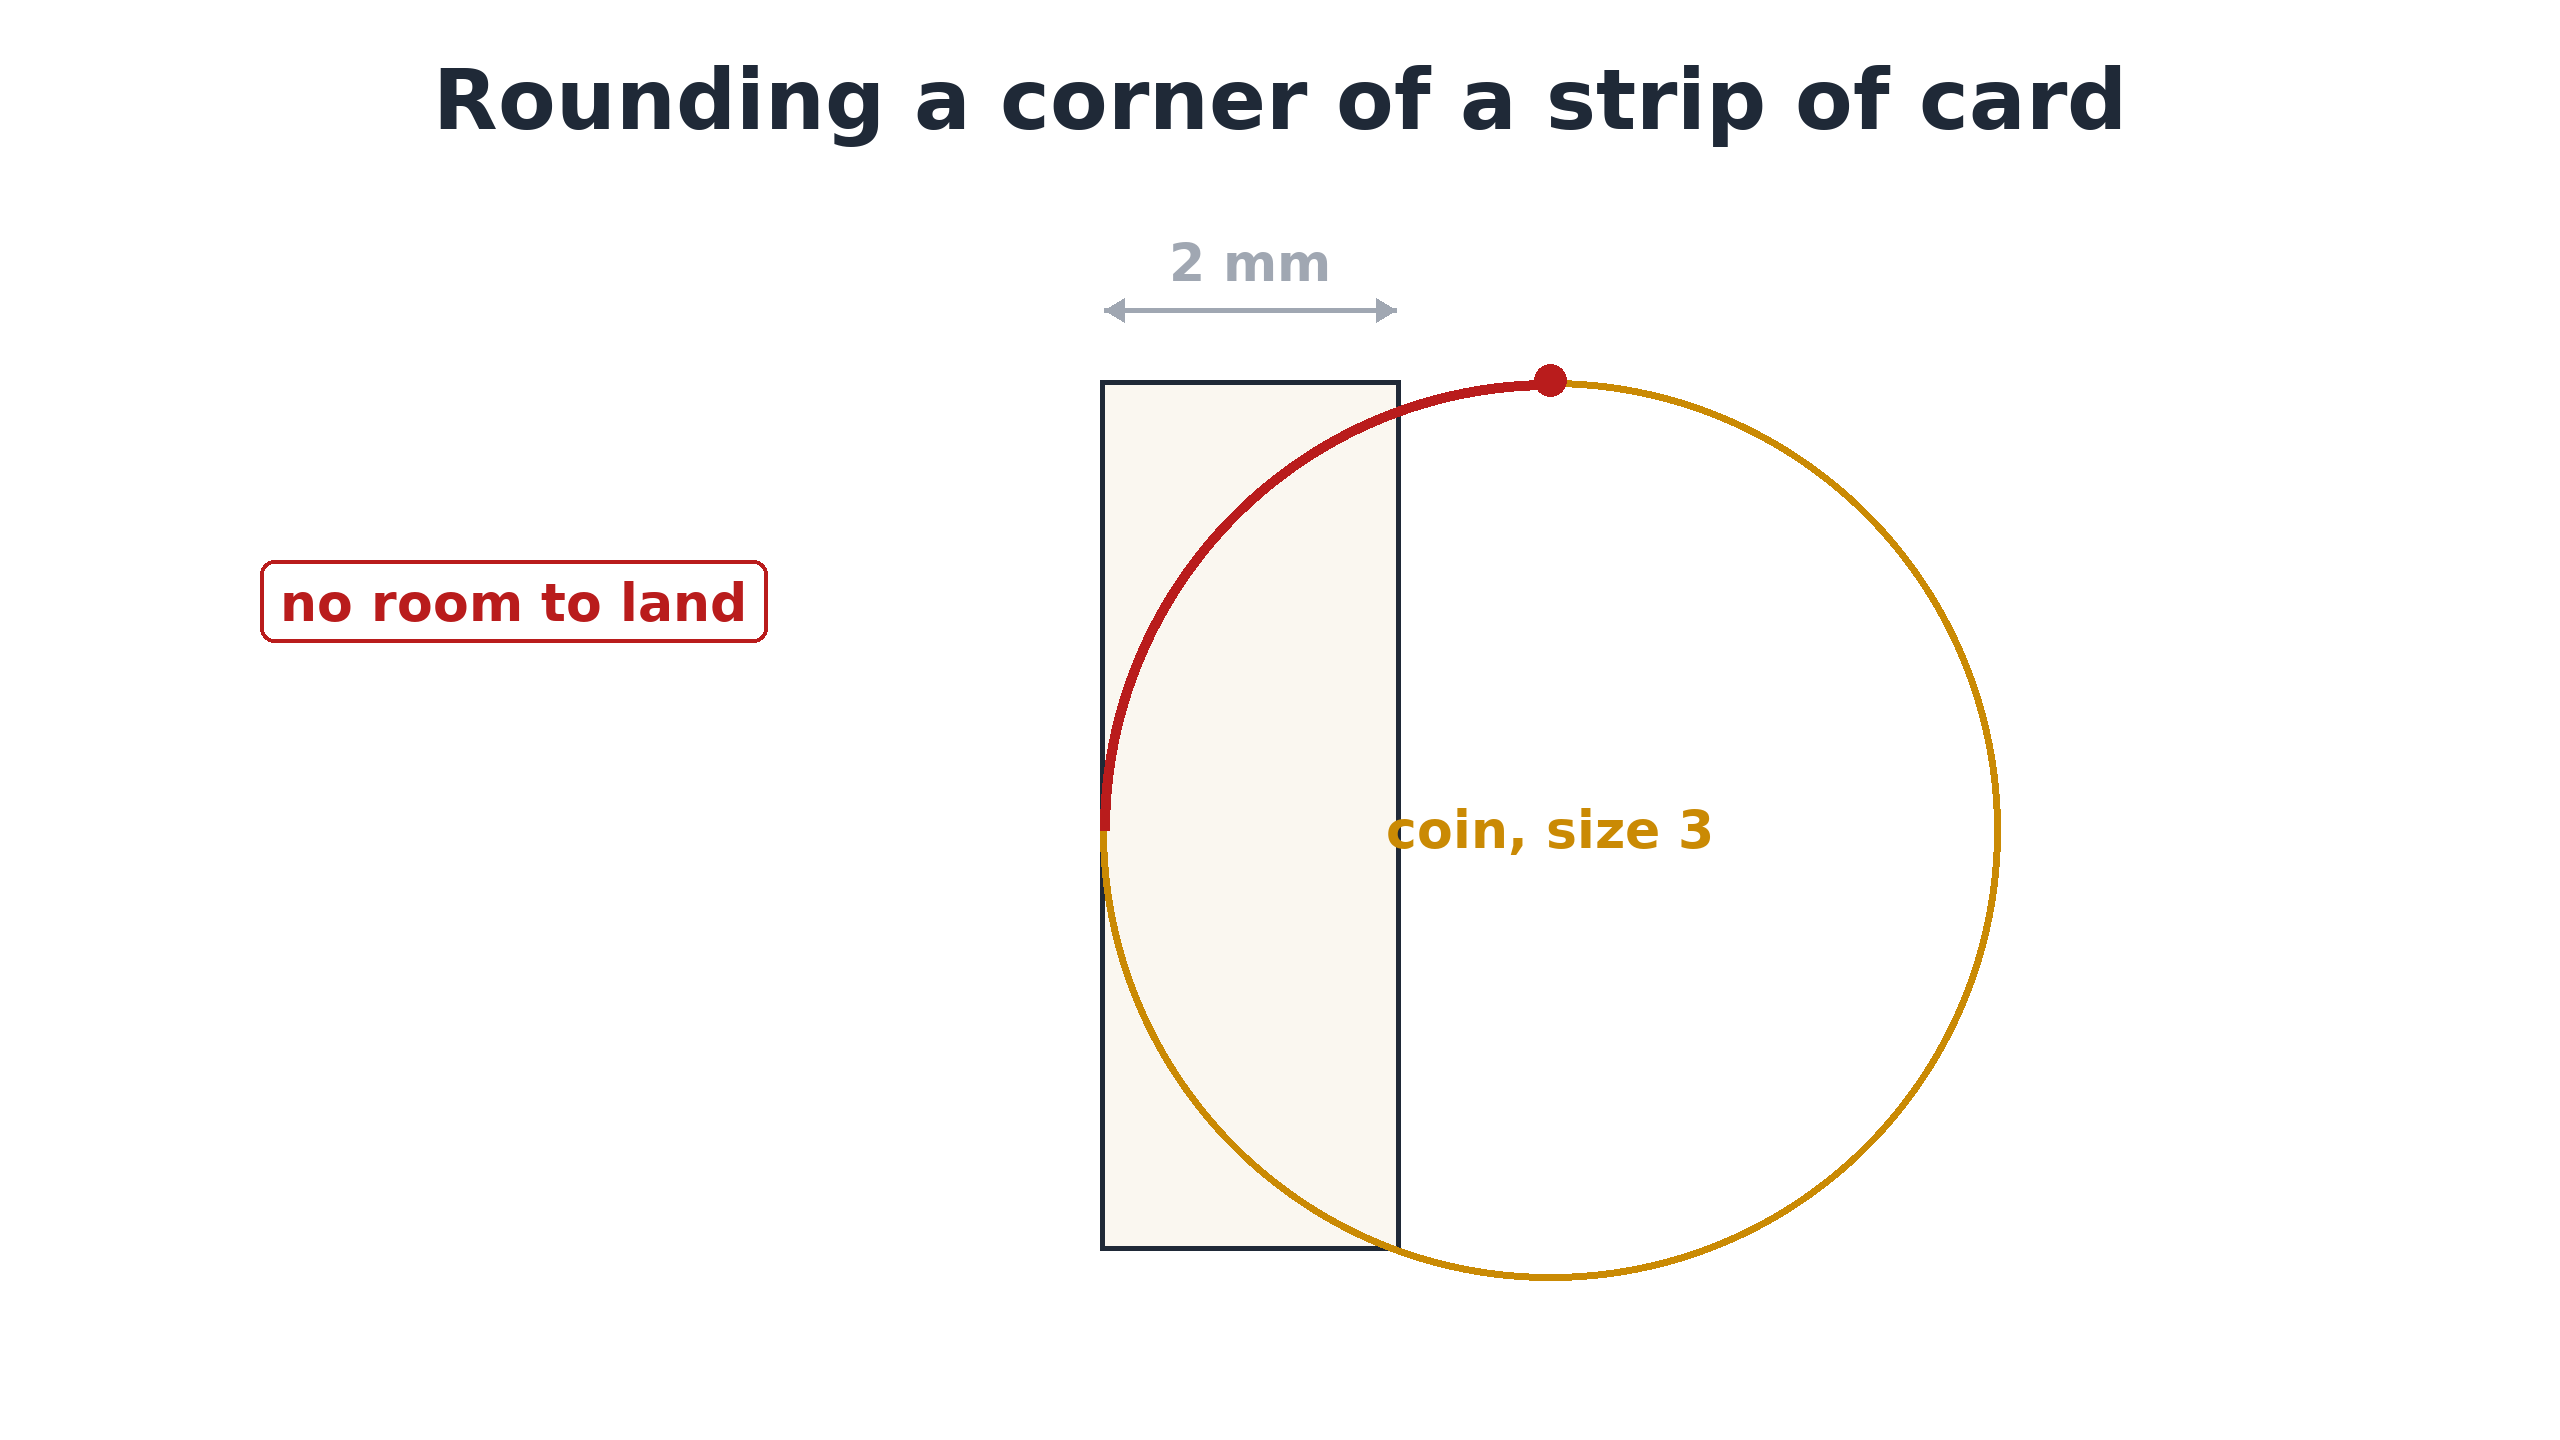 Rounding a corner of a strip of card
2 mm
no room to land
coin, size 3